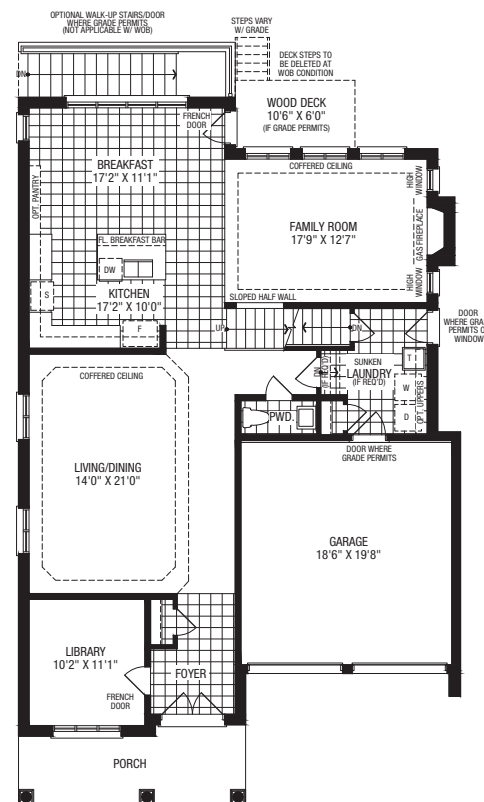 OPTIONAL WALK-UP STAIRS/DOOR
WHERE GRADE PERMITS
(NOT APPLICABLE W/ WOB)
STEPS VARY
W/ GRADE
DN
DECK STEPS TO
BE DELETED AT
WOB CONDITION
WOOD DECK
10'6" X 6'0"
(IF GRADE PERMITS)
FRENCH
DOOR
BREAKFAST
17'2" X 11'1"
OPT. PANTRY
COFFERED CEILING
HIGH
WINDOW
FAMILY ROOM
17'9" X 12'7"
GAS FIREPLACE
HIGH
WINDOW
FL. BREAKFAST BAR
DW
S
KITCHEN
17'2" X 10'0"
F
SLOPED HALF WALL
UP
DN
DOOR
WHERE GRA
PERMITS O
WINDOW
SUNKEN
LAUNDRY
(IF REQ'D)
DN
(IF REQ'D)
T
W
D
OPT. UPPERS
COFFERED CEILING
PWD.
DOOR WHERE
GRADE PERMITS
LIVING/DINING
14'0" X 21'0"
GARAGE
18'6" X 19'8"
LIBRARY
10'2" X 11'1"
FOYER
FRENCH
DOOR
PORCH